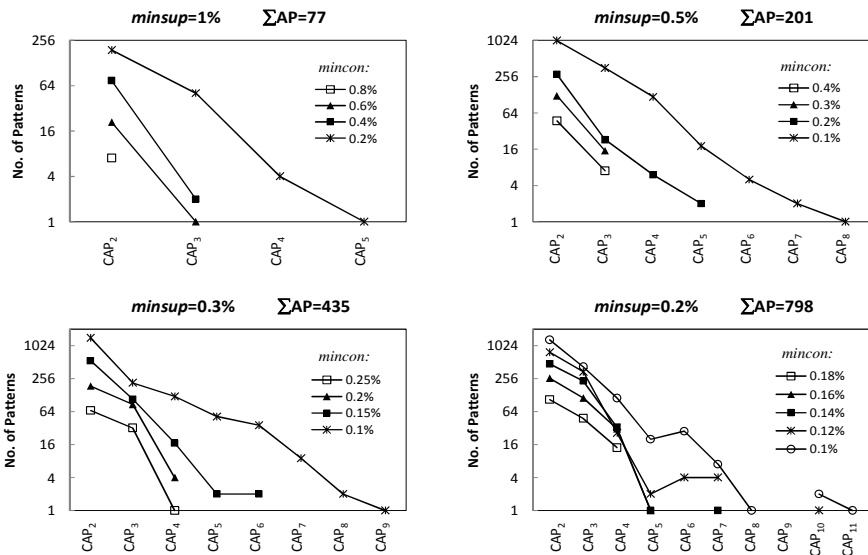 minsup=1% ∑AP=77
No. of Patterns
256
64
16
4
1
mincon:
0.8%
0.6%
0.4%
0.2%
CAP2
CAP3
CAP4
CAP5
minsup=0.5% ∑AP=201
No. of Patterns
1024
256
64
16
4
1
mincon:
0.4%
0.3%
0.2%
0.1%
CAP2
CAP3
CAP4
CAP5
CAP6
CAP7
CAP8
minsup=0.3% ∑AP=435
No. of Patterns
1024
256
64
16
4
1
mincon:
0.25%
0.2%
0.15%
0.1%
CAP2
CAP3
CAP4
CAP5
CAP6
CAP7
CAP8
CAP9
minsup=0.2% ∑AP=798
No. of Patterns
1024
256
64
16
4
1
mincon:
0.18%
0.16%
0.14%
0.12%
0.1%
CAP2
CAP3
CAP4
CAP5
CAP6
CAP7
CAP8
CAP9
CAP10
CAP11